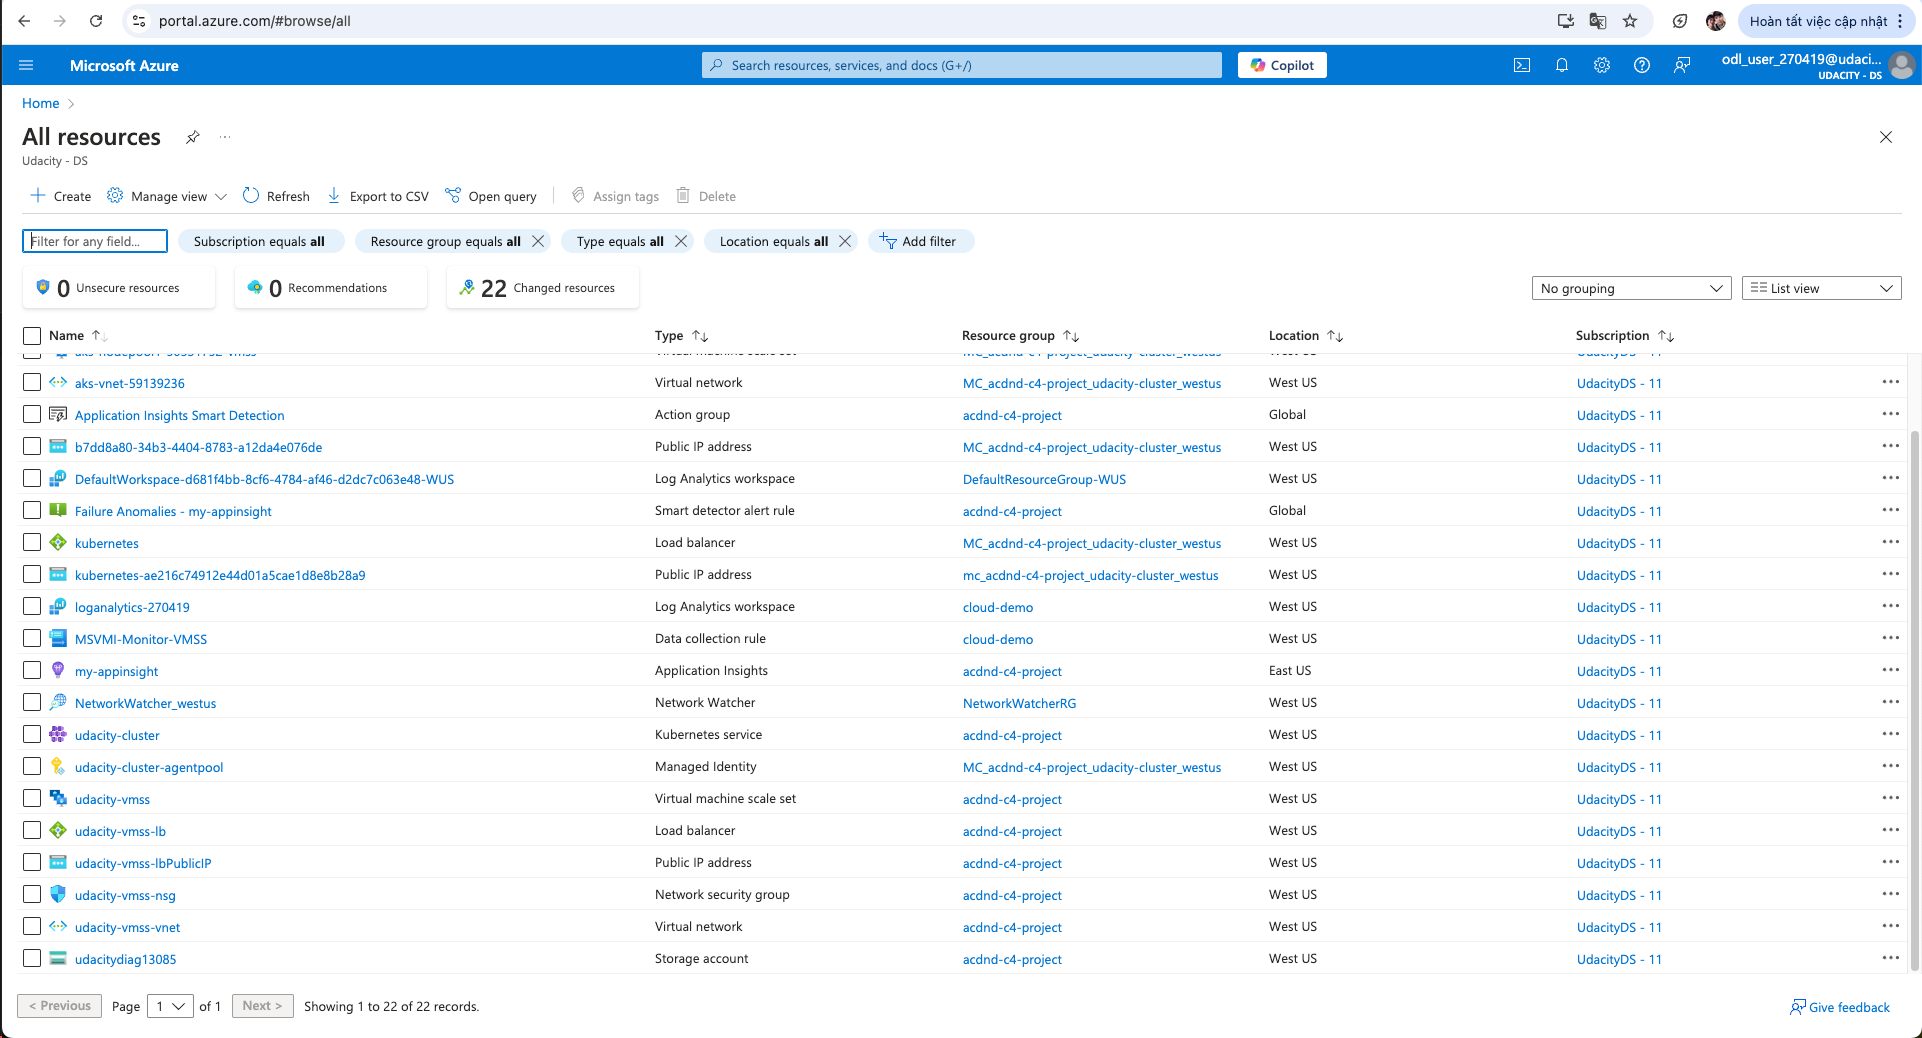 portal.azure.com/#browse/all
Hoàn tất việc cập nhật
Microsoft Azure
Search resources, services, and docs (G+/)
Copilot
odl_user_270419@udaci...
UDACITY - DS
Home
All resources
Udacity - DS
Create Manage view Refresh Export to CSV Open query Assign tags Delete
Filter for any field... Subscription equals all Resource group equals all Type equals all Location equals all Add filter
0 Unsecure resources 0 Recommendations 22 Changed resources No grouping List view
Name Type Resource group Location Subscription
aks-vnet-59139236 Virtual network MC_acdnd-c4-project_udacity-cluster_westus West US UdacityDS - 11
Application Insights Smart Detection Action group acdnd-c4-project Global UdacityDS - 11
b7dd8a80-34b3-4404-8783-a12da4e076de Public IP address MC_acdnd-c4-project_udacity-cluster_westus West US UdacityDS - 11
DefaultWorkspace-d681f4bb-8cf6-4784-af46-d2dc7c063e48-WUS Log Analytics workspace DefaultResourceGroup-WUS West US UdacityDS - 11
Failure Anomalies - my-appinsight Smart detector alert rule acdnd-c4-project Global UdacityDS - 11
kubernetes Load balancer MC_acdnd-c4-project_udacity-cluster_westus West US UdacityDS - 11
kubernetes-ae216c74912e44d01a5cae1d8e8b28a9 Public IP address mc_acdnd-c4-project_udacity-cluster_westus West US UdacityDS - 11
loganalytics-270419 Log Analytics workspace cloud-demo West US UdacityDS - 11
MSVMI-Monitor-VMSS Data collection rule cloud-demo West US UdacityDS - 11
my-appinsight Application Insights acdnd-c4-project East US UdacityDS - 11
NetworkWatcher_westus Network Watcher NetworkWatcherRG West US UdacityDS - 11
udacity-cluster Kubernetes service acdnd-c4-project West US UdacityDS - 11
udacity-cluster-agentpool Managed Identity MC_acdnd-c4-project_udacity-cluster_westus West US UdacityDS - 11
udacity-vmss Virtual machine scale set acdnd-c4-project West US UdacityDS - 11
udacity-vmss-lb Load balancer acdnd-c4-project West US UdacityDS - 11
udacity-vmss-lbPublicIP Public IP address acdnd-c4-project West US UdacityDS - 11
udacity-vmss-nsg Network security group acdnd-c4-project West US UdacityDS - 11
udacity-vmss-vnet Virtual network acdnd-c4-project West US UdacityDS - 11
udacitydiag13085 Storage account acdnd-c4-project West US UdacityDS - 11
< Previous Page 1 of 1 Next > Showing 1 to 22 of 22 records. Give feedback